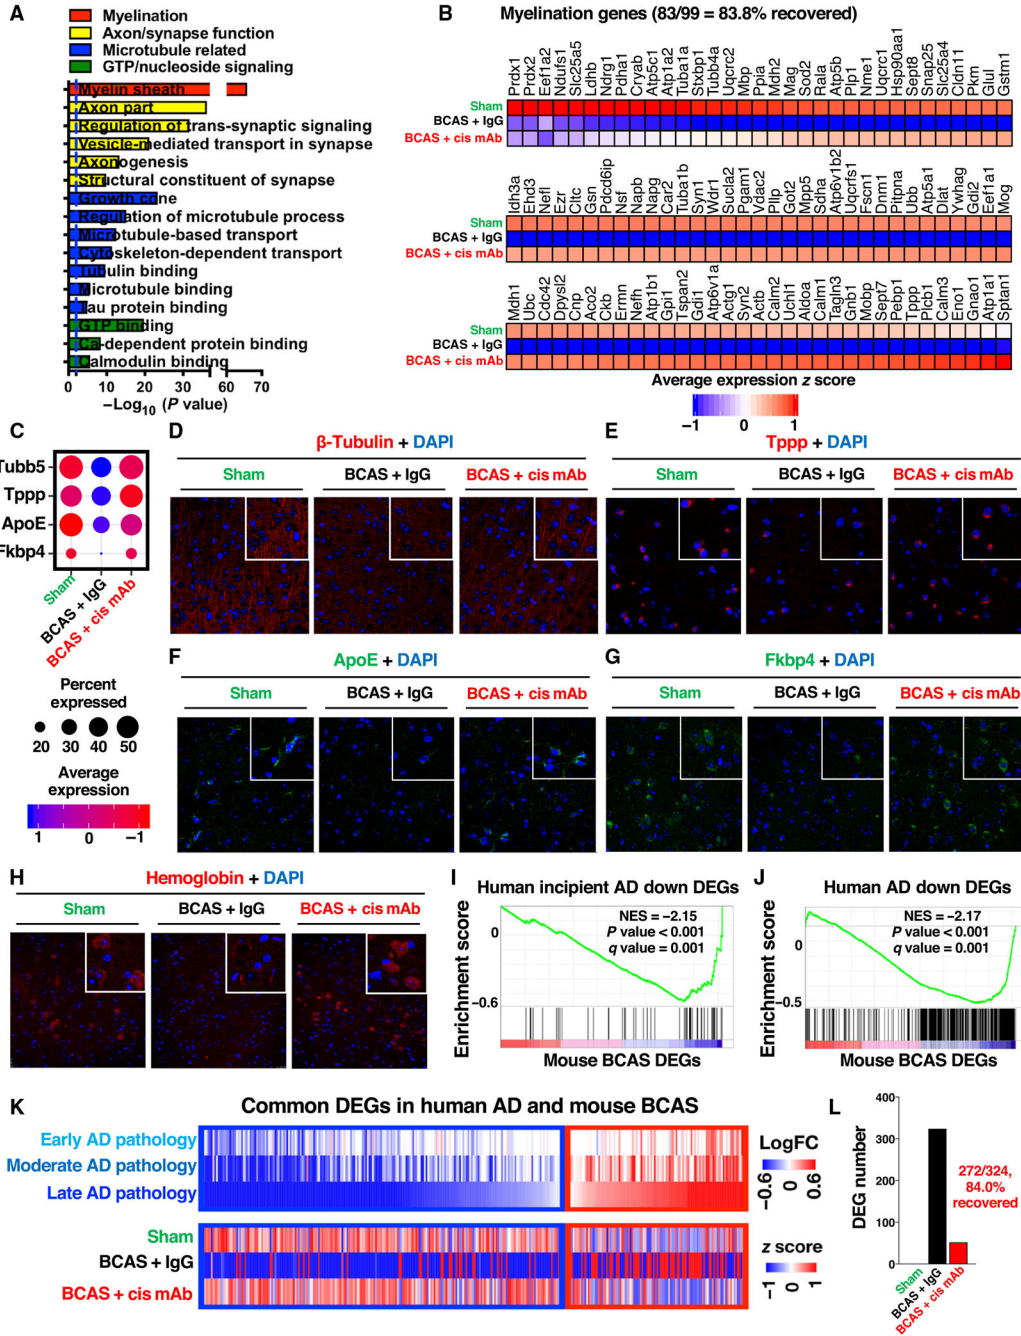 A
Myelination
Axon/synapse function
Microtubule related
GTP/nucleoside signaling
Myelin sheath
Axon part
Regulation of trans-synaptic signaling
Vesicle-mediated transport in synapse
Axonogenesis
Structural constituent of synapse
Growth cone
Regulation of microtubule process
Microtubule-based transport
Cytoskeleton-dependent transport
Tubulin binding
Microtubule binding
Tau protein binding
GTP binding
Ca-dependent protein binding
Calmodulin binding
0 10 20 30 60 70
−Log10 (P value)
B
Myelination genes (83/99 = 83.8% recovered)
Prdx1 Prdx2 Eef1a2 Ndufs1 Slc25a5 Ldhb Ndrg1 Pdha1 Cryab Atp5c1 Atp1a2 Tuba1a Stxbp1 Tubb4a Uqcrc2 Mbp Ppia Mdh2 Mag Sod2 Rala Atp5b Plp1 Nme1 Uqcrc1 Hsp90aa1 Sept8 Snap25 Slc25a4 Cldn11 Pkm Glul Gstm1
Sham
BCAS + IgG
BCAS + cis mAb
Idh3a Ehd3 Nefl Ezr Cltc Gsn Pdcd6ip Nsf Napb Napg Car2 Tuba1b Syn1 Wdr1 Sucla2 Pgam1 Vdac2 Pllp Got2 Mpp5 Sdha Atp6v1b2 Uqcrfs1 Fscn1 Dnm1 Pitpna Ubb Atp5a1 Dlat Ywhag Gdi2 Eef1a1 Mog
Sham
BCAS + IgG
BCAS + cis mAb
Mdh1 Ubc Cdc42 Dpysl2 Cnp Aco2 Ckb Ermn Nefh Atp1b1 Gpi1 Tspan2 Gdi1 Atp6v1a Actg1 Syn2 Actb Calm2 Uchl1 Aldoa Calm1 Tagln3 Gnb1 Mobp Sept7 Pebp1 Tppp Plcb1 Calm3 Eno1 Gnao1 Atp1a1 Sptan1
Sham
BCAS + IgG
BCAS + cis mAb
Average expression z score
−1 0 1
C
Tubb5
Tppp
ApoE
Fkbp4
Sham
BCAS + IgG
BCAS + cis mAb
Percent
expressed
20 30 40 50
Average
expression
1 0 −1
D
β-Tubulin + DAPI
Sham BCAS + IgG BCAS + cis mAb
E
Tppp + DAPI
Sham BCAS + IgG BCAS + cis mAb
F
ApoE + DAPI
Sham BCAS + IgG BCAS + cis mAb
G
Fkbp4 + DAPI
Sham BCAS + IgG BCAS + cis mAb
H
Hemoglobin + DAPI
Sham BCAS + IgG BCAS + cis mAb
I
Human incipient AD down DEGs
NES = −2.15
P value < 0.001
q value = 0.001
0
−0.6
Enrichment score
Mouse BCAS DEGs
J
Human AD down DEGs
NES = −2.17
P value < 0.001
q value = 0.001
0
−0.5
Enrichment score
Mouse BCAS DEGs
K
Common DEGs in human AD and mouse BCAS
Early AD pathology
Moderate AD pathology
Late AD pathology
LogFC
−0.6 0 0.6
Sham
BCAS + IgG
BCAS + cis mAb
z score
−1 0 1
L
400
300
200
100
0
DEG number
272/324,
84.0%
recovered
Sham
BCAS + IgG
BCAS + cis mAb